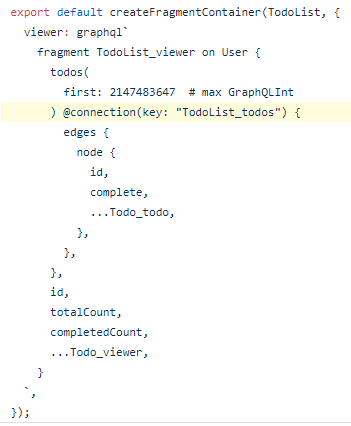 export default createFragmentContainer(TodoList, {
  viewer: graphql`
    fragment TodoList_viewer on User {
      todos(
        first: 2147483647  # max GraphQLInt
      ) @connection(key: "TodoList_todos") {
        edges {
          node {
            id,
            complete,
            ...Todo_todo,
          },
        },
      },
      id,
      totalCount,
      completedCount,
      ...Todo_viewer,
    }
  `,
});